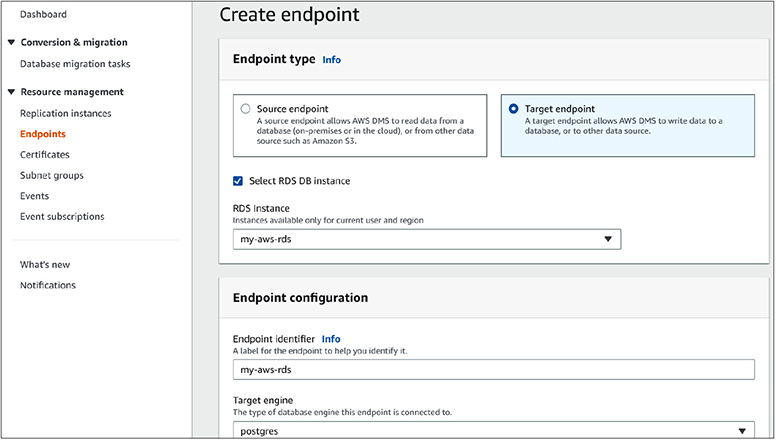 Dashboard
Conversion & migration
Database migration tasks
Resource management
Replication instances
Endpoints
Certificates
Subnet groups
Events
Event subscriptions
What's new
Notifications
Create endpoint
Endpoint type Info
Source endpoint
A source endpoint allows AWS DMS to read data from a
database (on-premises or in the cloud), or from other data
source such as Amazon S3.
Target endpoint
A target endpoint allows AWS DMS to write data to a
database, or to other data source.
Select RDS DB instance
RDS Instance
Instances available only for current user and region
my-aws-rds
Endpoint configuration
Endpoint identifier Info
A label for the endpoint to help you identify it.
my-aws-rds
Target engine
The type of database engine this endpoint is connected to.
postgres